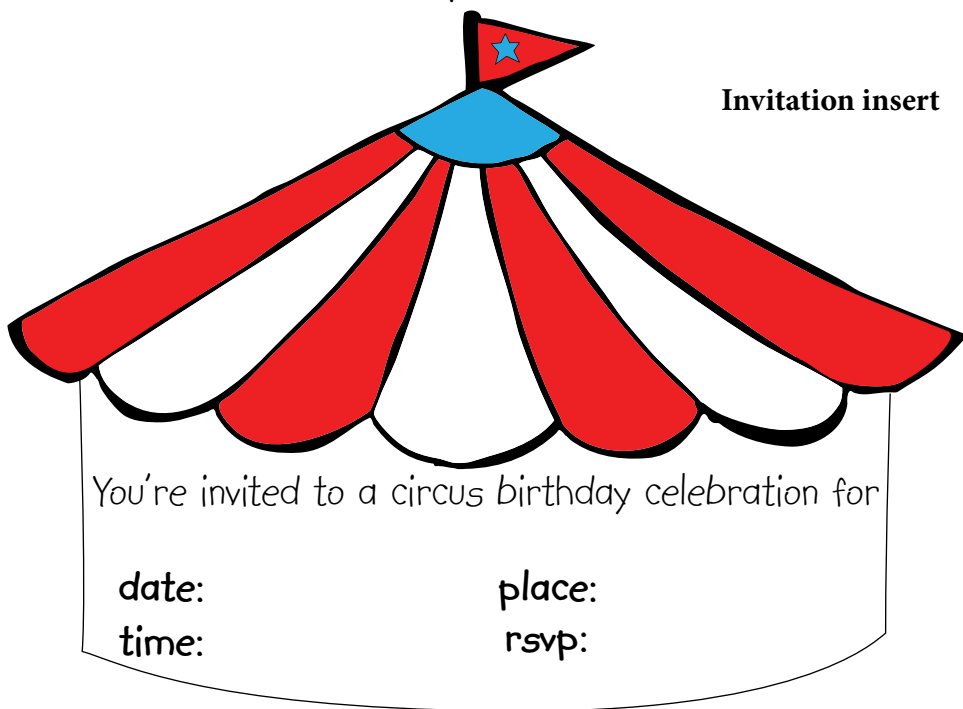 Invitation insert
You're invited to a circus birthday celebration for
date: place:
time: rsvp: